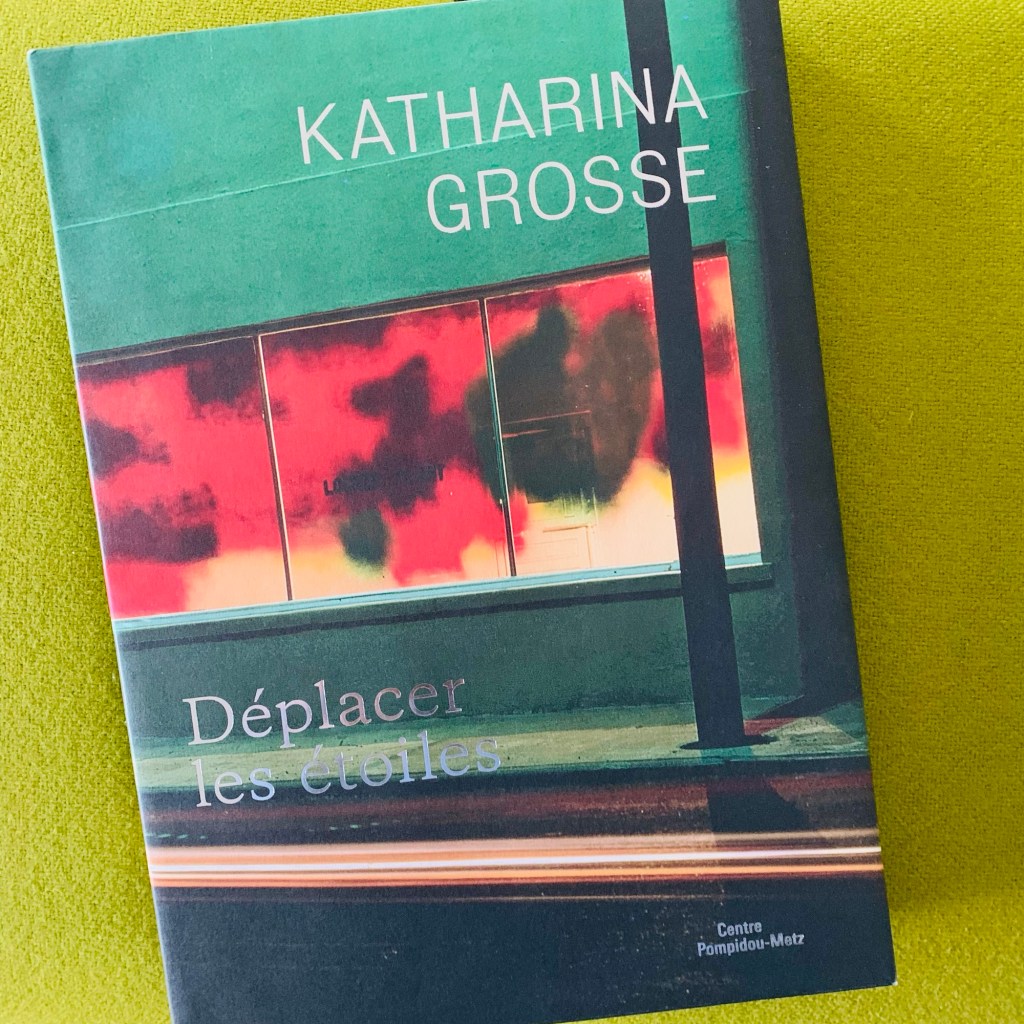 KATHARINA
GROSSE
Déplacer
les étoiles
Centre
Pompidou-Metz